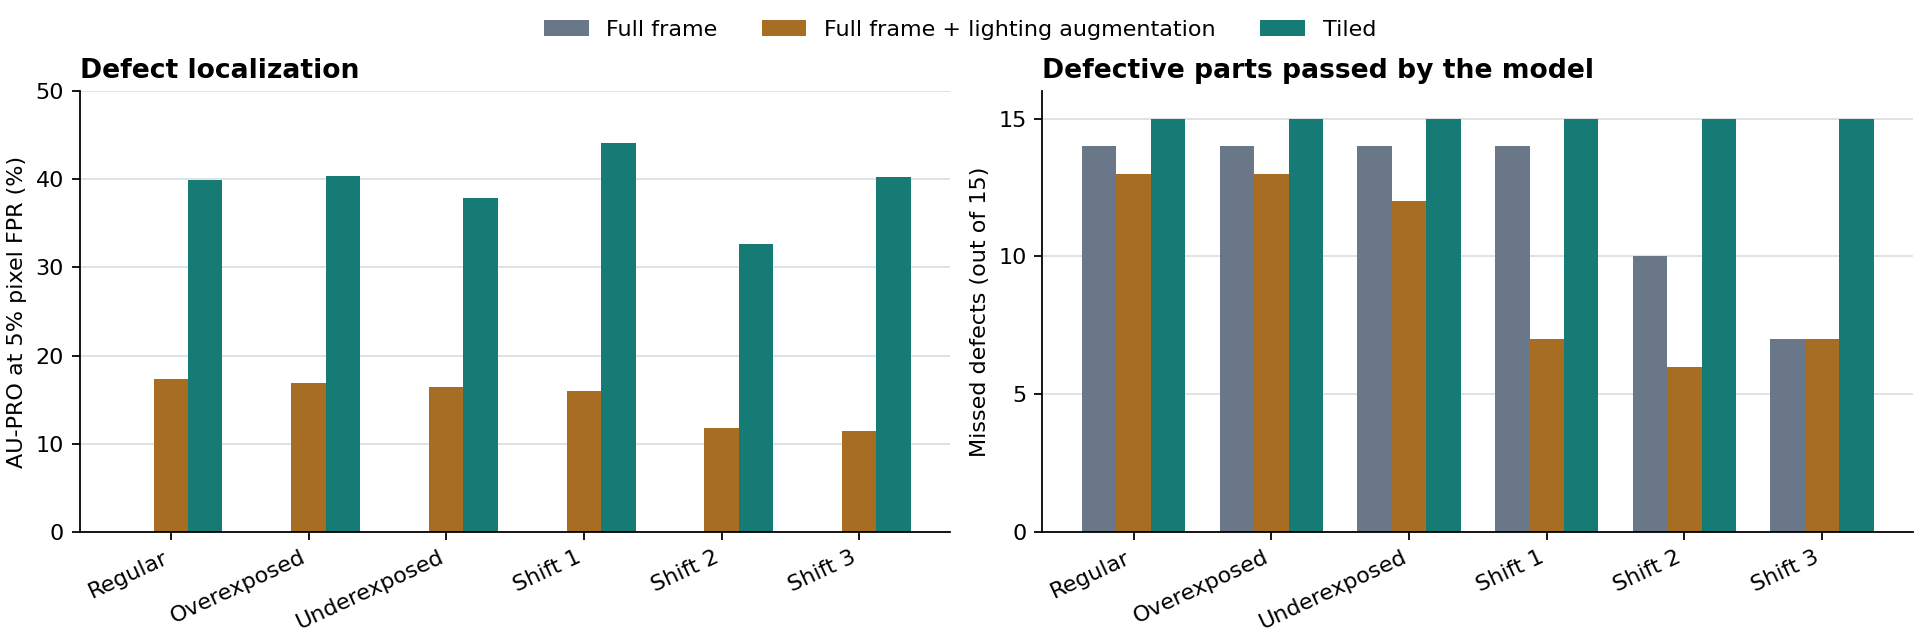 Full frame
Full frame + lighting augmentation
Tiled
Defect localization
AU-PRO at 5% pixel FPR (%)
50
40
30
20
10
0
Regular
Overexposed
Underexposed
Shift 1
Shift 2
Shift 3
Defective parts passed by the model
Missed defects (out of 15)
15
10
5
0
Regular
Overexposed
Underexposed
Shift 1
Shift 2
Shift 3